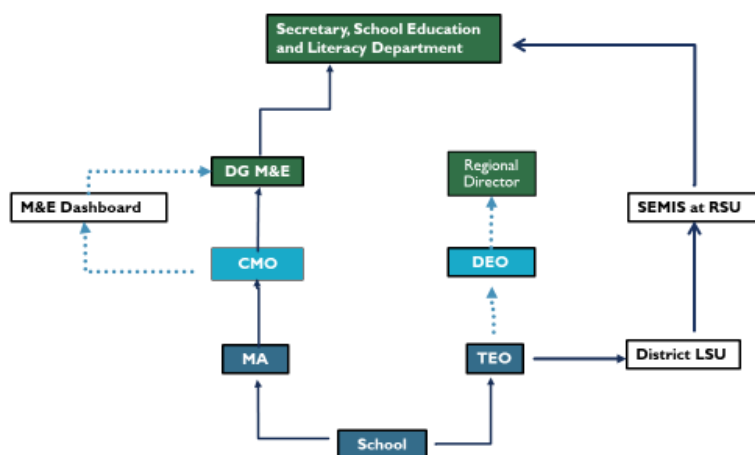 Secretary, School Education
and Literacy Department
DG M&E
Regional
Director
M&E Dashboard
SEMIS at RSU
CMO
DEO
MA
TEO
District LSU
School